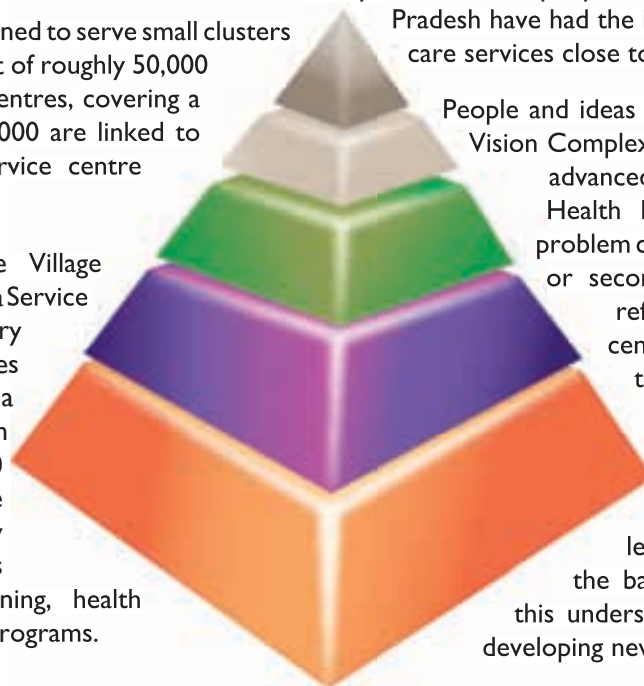 ned to serve small clusters
of roughly 50,000
entres, covering a
000 are linked to
rvice centre
Village
Service
ry
es
a
n
ning, health
rograms.
Pradesh have had the
care services close to
People and ideas
Vision Complex
advanced
Health
problem
or secon
ref
cen
t
le
the ba
this unders
developing new